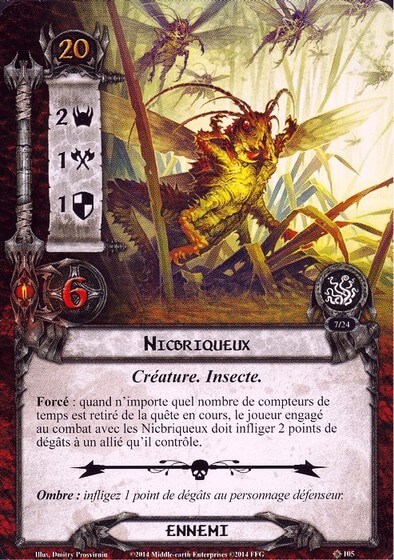 20
2
1
1
6
7/24
Nicbriqueux
Créature. Insecte.
Forcé : quand n'importe quel nombre de compteurs de
temps est retiré de la quête en cours, le joueur engagé
au combat avec les Nicbriqueux doit infliger 2 points de
dégâts à un allié qu'il contrôle.
Ombre : infligez 1 point de dégâts au personnage défenseur.
ENNEMI
Illus. Dmitry Prosvirnin
©2014 Middle-earth Enterprises ©2014 FFG
105